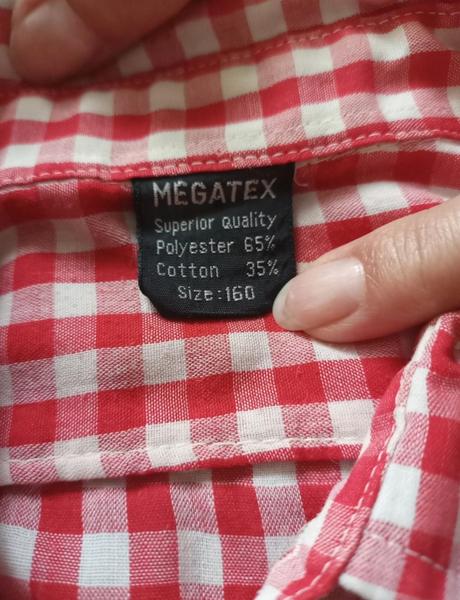 MEGATEX
Superior Quality
Polyester 65%
Cotton 35%
Size:160